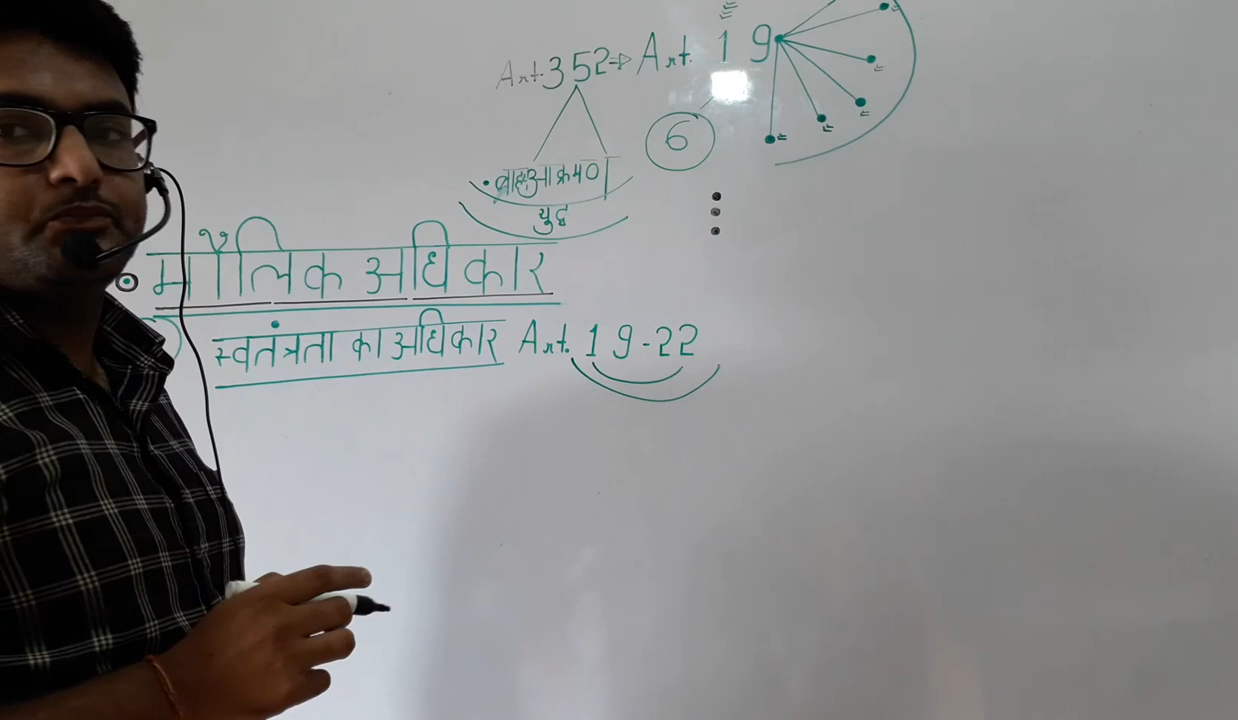 Art. 352 ⇒ Art. 19
6
बाह्य आक्रमण
युद्ध
मौलिक अधिकार
स्वतंत्रता का अधिकार Art. 19-22